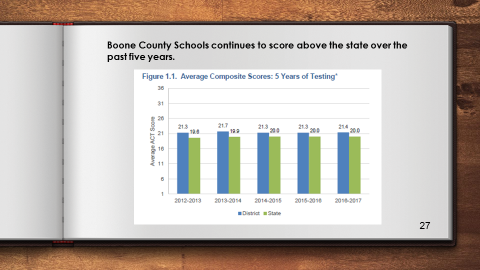 Boone County Schools continues to score above the state over the
past five years.
Figure 1.1. Average Composite Scores: 5 Years of Testing*
36
31
26
21
16
11
6
1
Average ACT Score
21.3 19.8
21.7 19.9
21.3 20.0
21.3 20.0
21.4 20.0
2012-2013 2013-2014 2014-2015 2015-2016 2016-2017
District State
27